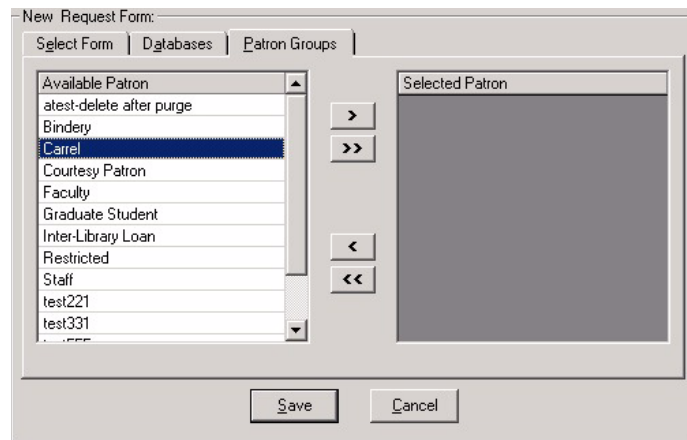 New Request Form:
Select Form
Databases
Patron Groups
Available Patron
atest-delete after purge
Bindery
Carrel
Courtesy Patron
Faculty
Graduate Student
Inter-Library Loan
Restricted
Staff
test221
test331
>
>>
<
<<
Selected Patron
Save
Cancel